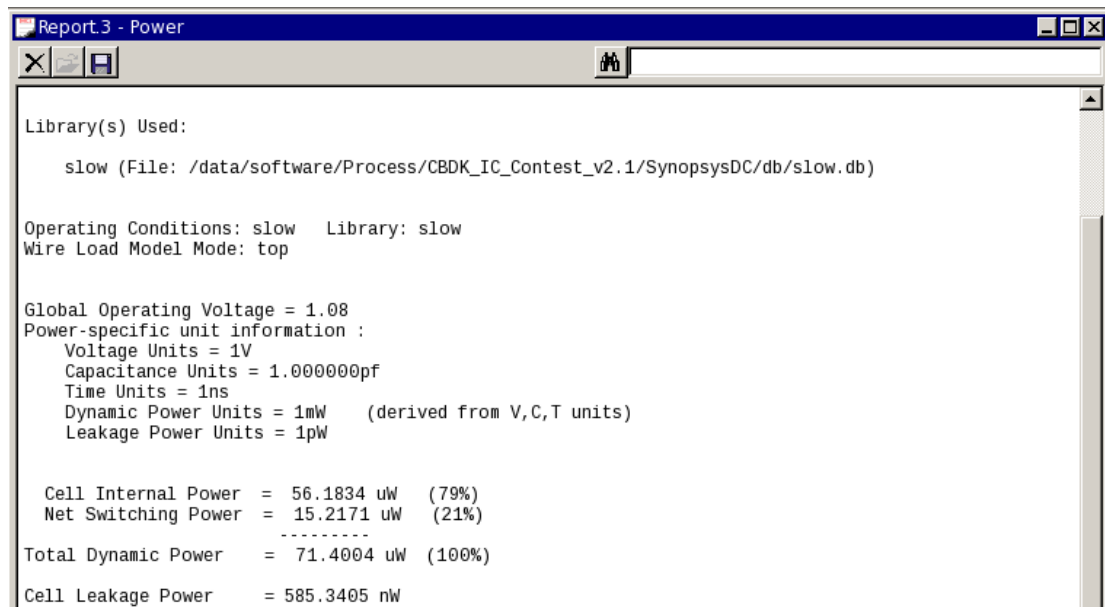 Report.3 - Power
Library(s) Used:
slow (File: /data/software/Process/CBDK_IC_Contest_v2.1/SynopsysDC/db/slow.db)
Operating Conditions: slow   Library: slow
Wire Load Model Mode: top
Global Operating Voltage = 1.08
Power-specific unit information :
Voltage Units = 1V
Capacitance Units = 1.000000pf
Time Units = 1ns
Dynamic Power Units = 1mW    (derived from V,C,T units)
Leakage Power Units = 1pW
Cell Internal Power  =  56.1834 uW   (79%)
Net Switching Power  =  15.2171 uW   (21%)
---------
Total Dynamic Power    =  71.4004 uW  (100%)
Cell Leakage Power     = 585.3405 nW